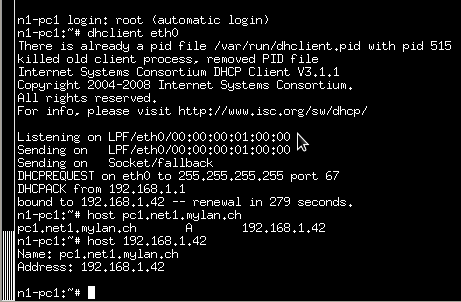 n1-pc1 login: root (automatic login)
n1-pc1:~# dhclient eth0
There is already a pid file /var/run/dhclient.pid with pid 515
killed old client process, removed PID file
Internet Systems Consortium DHCP Client V3.1.1
Copyright 2004-2008 Internet Systems Consortium.
All rights reserved.
For info, please visit http://www.isc.org/sw/dhcp/
Listening on LPF/eth0/00:00:00:01:00:00
Sending on   LPF/eth0/00:00:00:01:00:00
Sending on   Socket/fallback
DHCPREQUEST on eth0 to 255.255.255.255 port 67
DHCPACK from 192.168.1.1
bound to 192.168.1.42 -- renewal in 279 seconds.
n1-pc1:~# host pc1.net1.mylan.ch
pc1.net1.mylan.ch       A       192.168.1.42
n1-pc1:~# host 192.168.1.42
Name: pc1.net1.mylan.ch
Address: 192.168.1.42
n1-pc1:~#